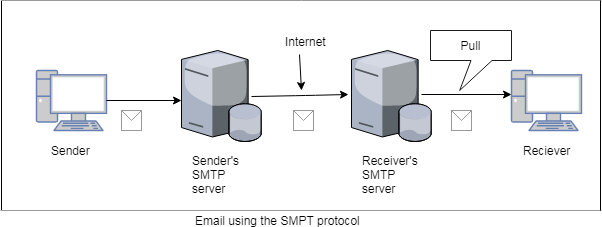 Internet
Pull
Sender
Sender's
SMTP
server
Receiver's
SMTP
server
Reciever
Email using the SMPT protocol